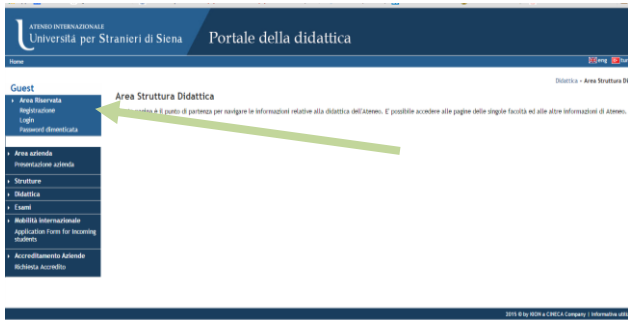 ATENEO INTERNAZIONALE
Università per Stranieri di Siena
Portale della didattica
Home
eng
Didattica » Area Struttura Di
Guest
Area Riservata
Registrazione
Login
Password dimenticata
Area Struttura Didattica
è il punto di partenza per navigare le informazioni relative alla didattica dell'Ateneo. E' possibile accedere alle pagine delle singole facoltà ed alle altre informazioni di Ateneo.
Area azienda
Presentazione azienda
Strutture
Didattica
Esami
Mobilità internazionale
Application Form for Incoming
students
Accreditamento Aziende
Richiesta Accredito
2015 © by KION a CINECA Company | Informativa utili